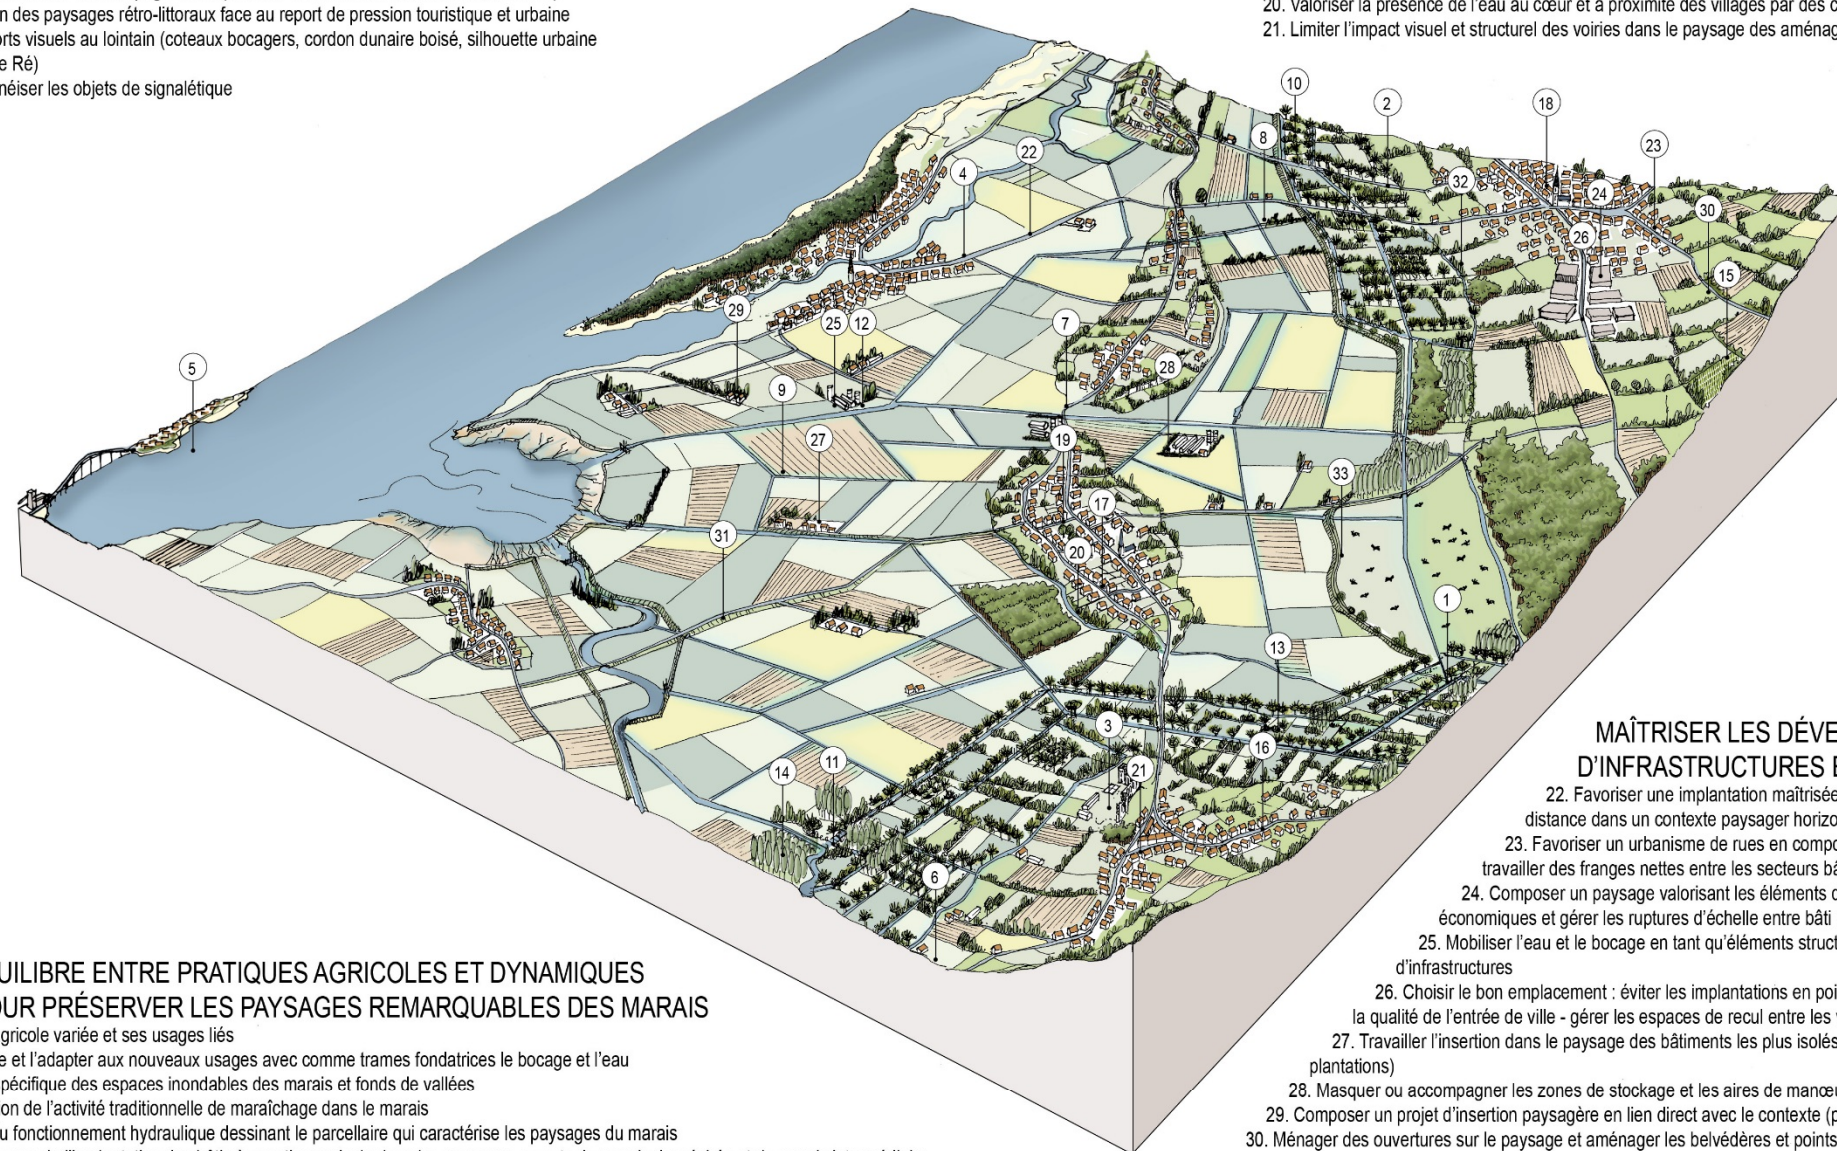 n des paysages rétro-littoraux face au report de pression touristique et urbaine
orts visuels au lointain (coteaux bocagers, cordon dunaire boisé, silhouette urbaine
e Ré)
néiser les objets de signalétique
20. Valoriser la présence de l'eau au cœur et à proximité des villages par des c
21. Limiter l'impact visuel et structurel des voiries dans le paysage des aménag
10
2
18
8
23
22
4
32
24
30
26
15
29
25
12
7
28
5
9
27
19
33
17
31
20
1
13
3
16
14
11
21
6
MAÎTRISER LES DÉVE
D'INFRASTRUCTURES E
22. Favoriser une implantation maîtrisée
distance dans un contexte paysager horizo
23. Favoriser un urbanisme de rues en compo
travailler des franges nettes entre les secteurs bâ
24. Composer un paysage valorisant les éléments d
économiques et gérer les ruptures d'échelle entre bâti
25. Mobiliser l'eau et le bocage en tant qu'éléments struct
d'infrastructures
26. Choisir le bon emplacement : éviter les implantations en poi
la qualité de l'entrée de ville - gérer les espaces de recul entre les
27. Travailler l'insertion dans le paysage des bâtiments les plus isolés
plantations)
28. Masquer ou accompagner les zones de stockage et les aires de manœu
29. Composer un projet d'insertion paysagère en lien direct avec le contexte (p
30. Ménager des ouvertures sur le paysage et aménager les belvédères et points
UILIBRE ENTRE PRATIQUES AGRICOLES ET DYNAMIQUES
OUR PRÉSERVER LES PAYSAGES REMARQUABLES DES MARAIS
gricole variée et ses usages liés
e et l'adapter aux nouveaux usages avec comme trames fondatrices le bocage et l'eau
pécifique des espaces inondables des marais et fonds de vallées
ion de l'activité traditionnelle de maraîchage dans le marais
u fonctionnement hydraulique dessinant le parcellaire qui caractérise les paysages du marais